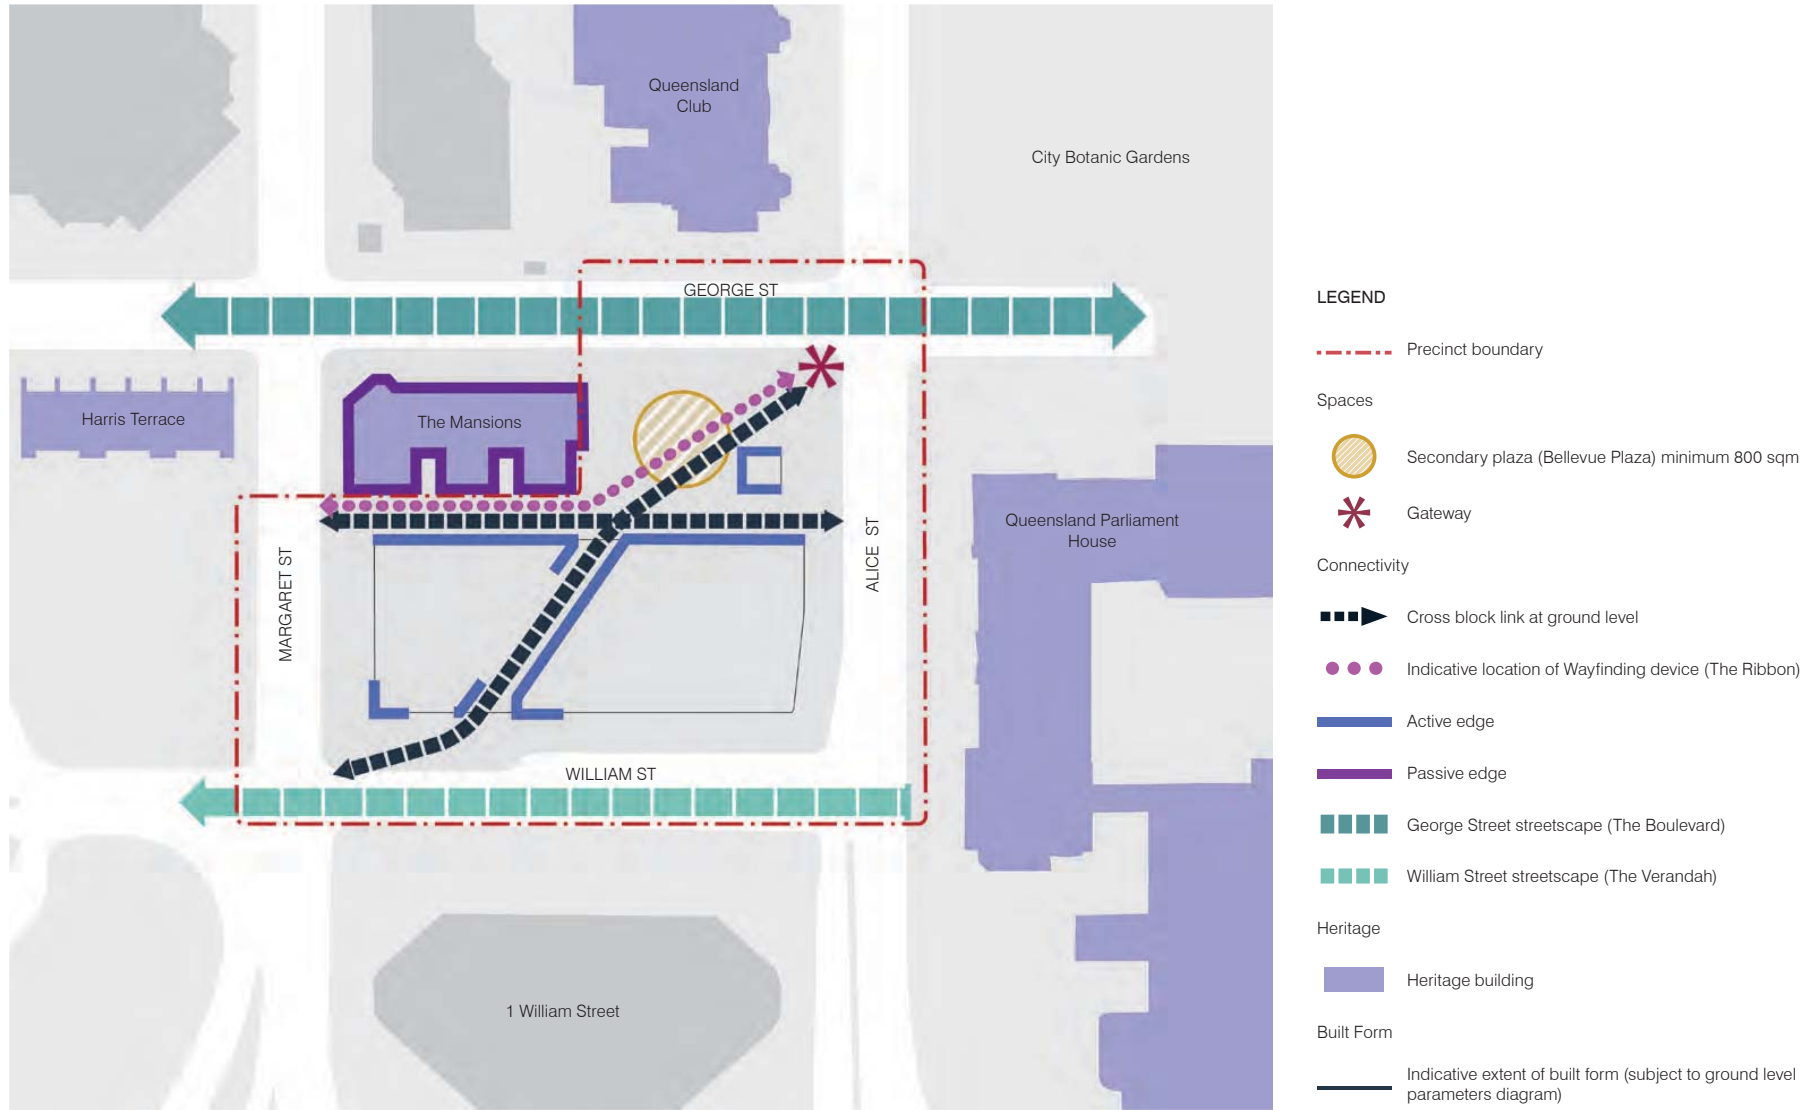 Queensland
Club
City Botanic Gardens
GEORGE ST
Harris Terrace
The Mansions
MARGARET ST
ALICE ST
Queensland Parliament
House
WILLIAM ST
1 William Street
LEGEND
Precinct boundary
Spaces
Secondary plaza (Bellevue Plaza) minimum 800 sqm
Gateway
Connectivity
Cross block link at ground level
Indicative location of Wayfinding device (The Ribbon)
Active edge
Passive edge
George Street streetscape (The Boulevard)
William Street streetscape (The Verandah)
Heritage
Heritage building
Built Form
Indicative extent of built form (subject to ground level
parameters diagram)